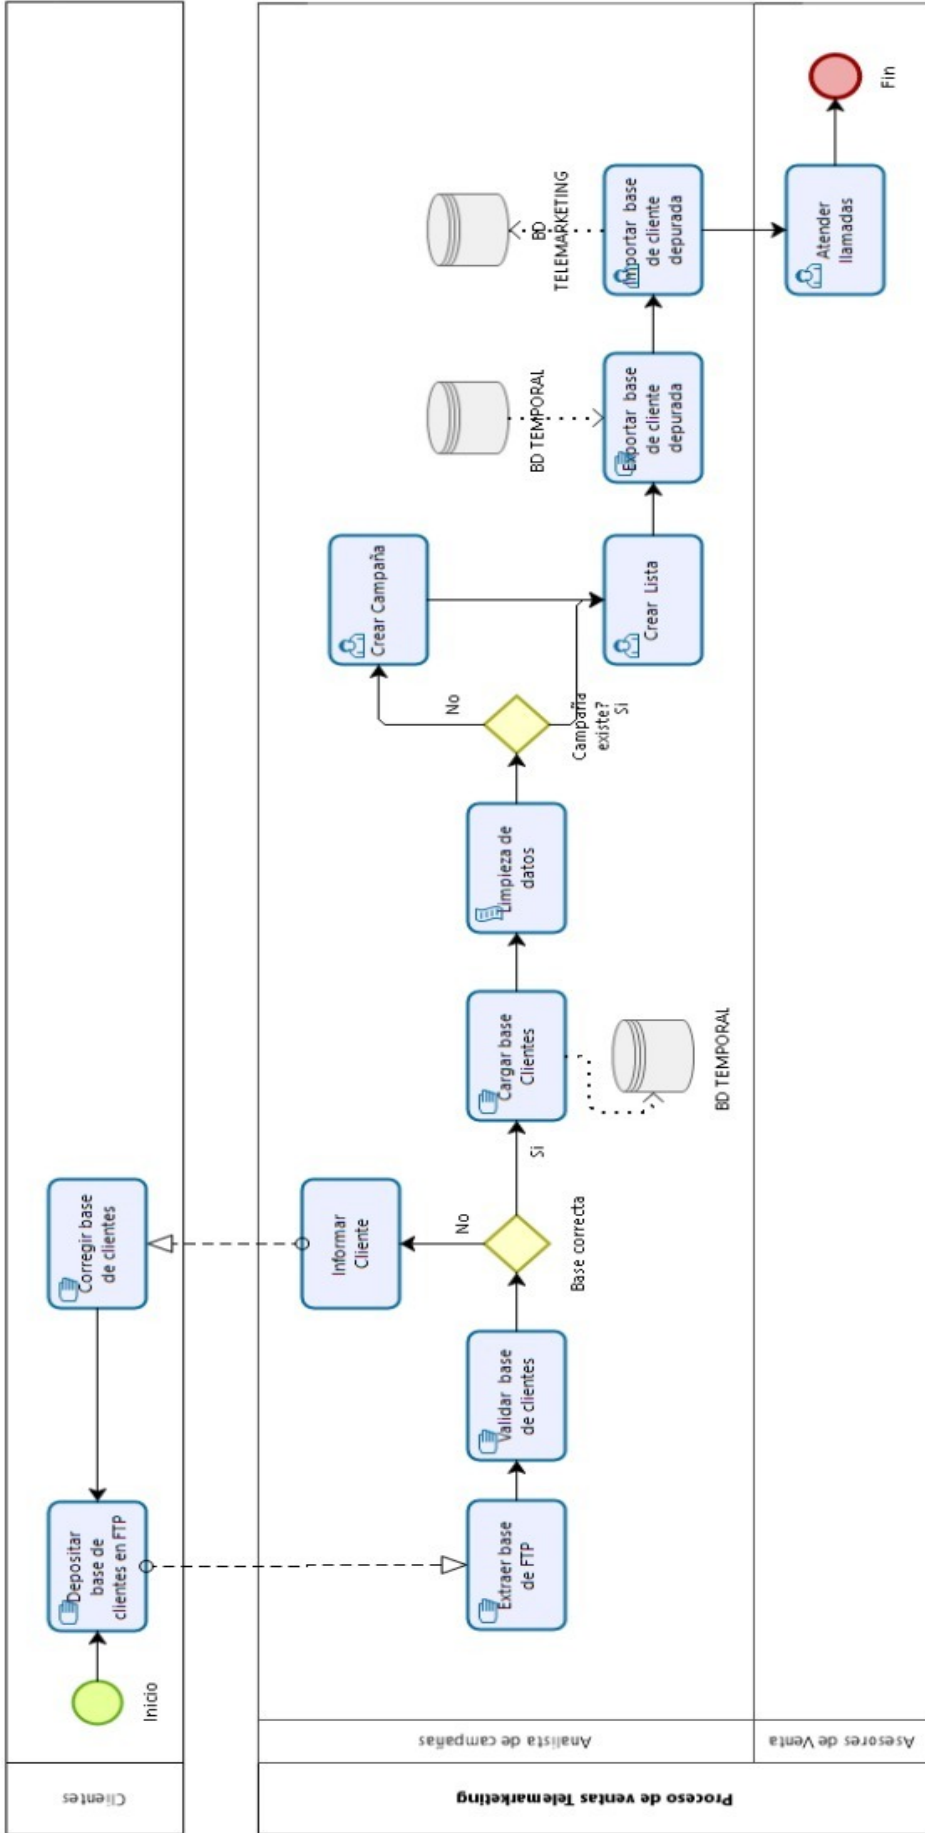 Clientes
Inicio
Depositar
base de
clientes en FTP
Corregir base
de clientes
Proceso de ventas Telemarketing
Analista de campañas
Extraer base
de FTP
Validar base
de clientes
Base correcta
No
Informar
Cliente
Si
Cargar base
Clientes
BD TEMPORAL
Limpieza de
datos
Campaña
existe?
No
Crear Campaña
Si
Crear Lista
BD TEMPORAL
Exportar base
de cliente
depurada
BD
TELEMARKETING
Importar base
de cliente
depurada
Asesores de Venta
Atender
llamadas
Fin